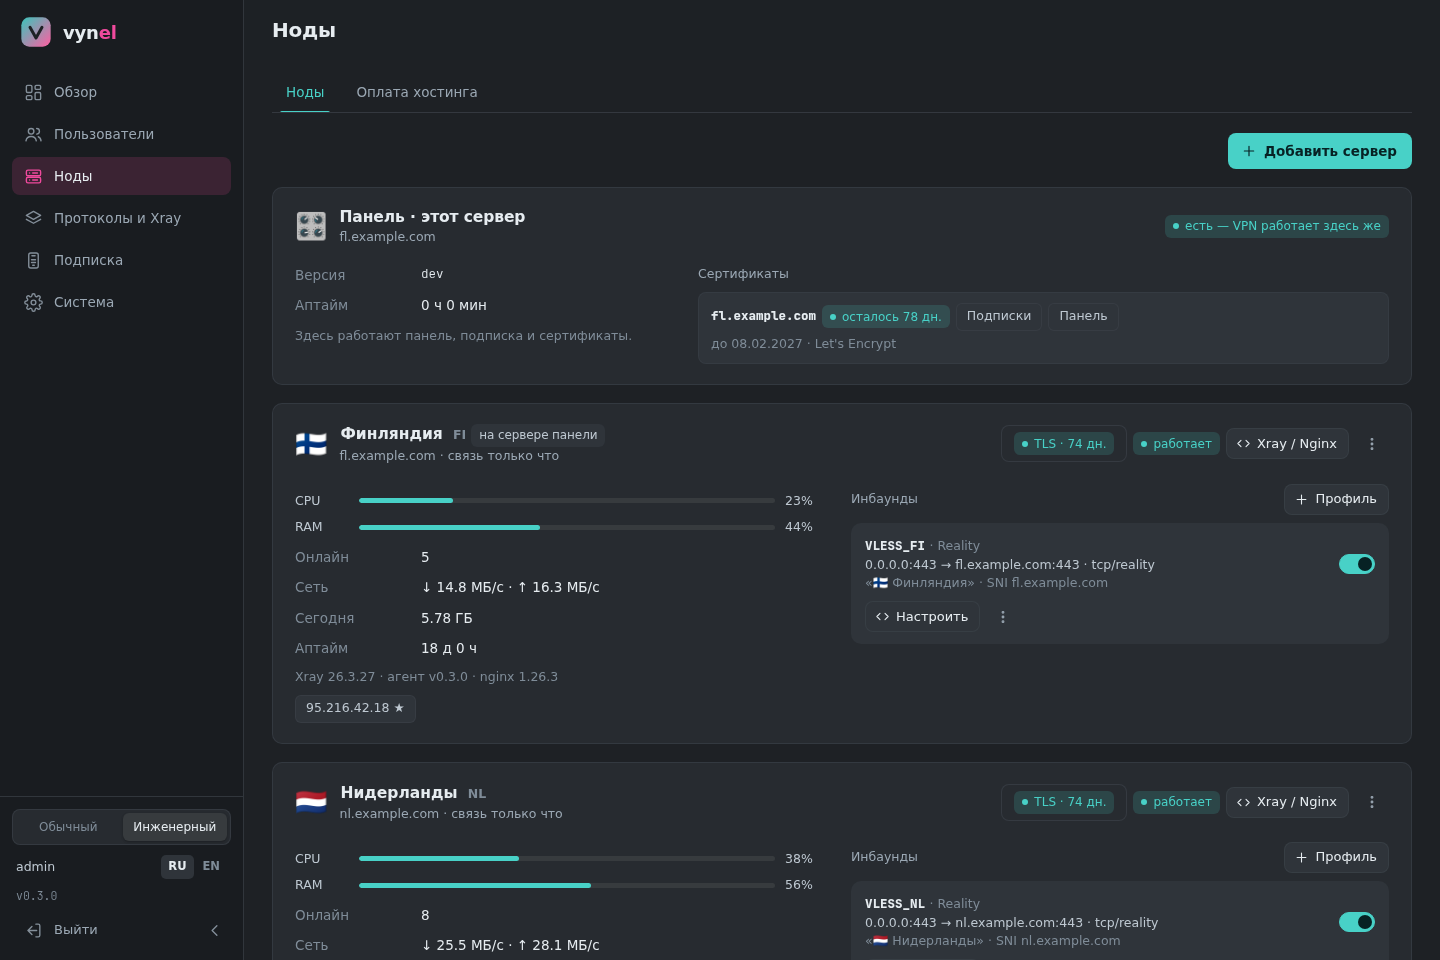 vynel
Обзор
Пользователи
Ноды
Протоколы и Xray
Подписка
Система
Обычный Инженерный
admin RU EN
v0.3.0
Выйти
Ноды
Ноды Оплата хостинга
Добавить сервер
Панель · этот сервер
fl.example.com
есть — VPN работает здесь же
Версия dev
Аптайм 0 ч 0 мин
Здесь работают панель, подписка и сертификаты.
Сертификаты
fl.example.com осталось 78 дн. Подписки Панель
до 08.02.2027 · Let's Encrypt
Финляндия FI на сервере панели
fl.example.com · связь только что
TLS · 74 дн. работает Xray / Nginx
CPU 23%
RAM 44%
Онлайн 5
Сеть ↓ 14.8 МБ/с · ↑ 16.3 МБ/с
Сегодня 5.78 ГБ
Аптайм 18 д 0 ч
Xray 26.3.27 · агент v0.3.0 · nginx 1.26.3
95.216.42.18 ★
Инбаунды Профиль
VLESS_FI · Reality
0.0.0.0:443 → fl.example.com:443 · tcp/reality
«🇫🇮 Финляндия» · SNI fl.example.com
Настроить
Нидерланды NL
nl.example.com · связь только что
TLS · 74 дн. работает Xray / Nginx
CPU 38%
RAM 56%
Онлайн 8
Сеть ↓ 25.5 МБ/с · ↑ 28.1 МБ/с
Инбаунды Профиль
VLESS_NL · Reality
0.0.0.0:443 → nl.example.com:443 · tcp/reality
«🇳🇱 Нидерланды» · SNI nl.example.com